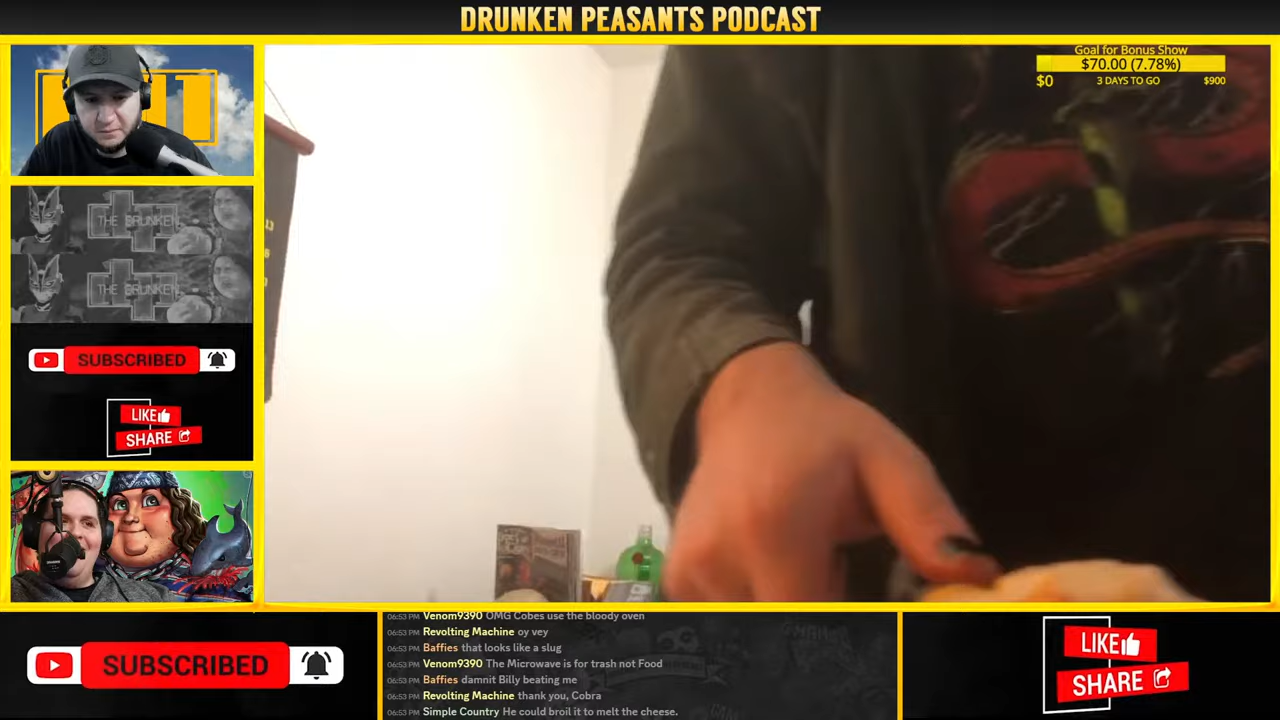 DRUNKEN PEASANTS PODCAST
Goal for Bonus Show
$70.00 (7.78%)
$0
3 DAYS TO GO
$900
THE DRUNKEN
THE DRUNKEN
SUBSCRIBED
LIKE
SHARE
SUBSCRIBED
06:53 PM Venom9390 OMG Cobes use the bloody oven
06:53 PM Revolting Machine oy vey
06:53 PM Baffies that looks like a slug
06:53 PM Venom9390 The Microwave is for trash not Food
06:53 PM Baffies damnit Billy beating me
06:53 PM Revolting Machine thank you, Cobra
06:53 PM Simple Country He could broil it to melt the cheese.
LIKE
SHARE